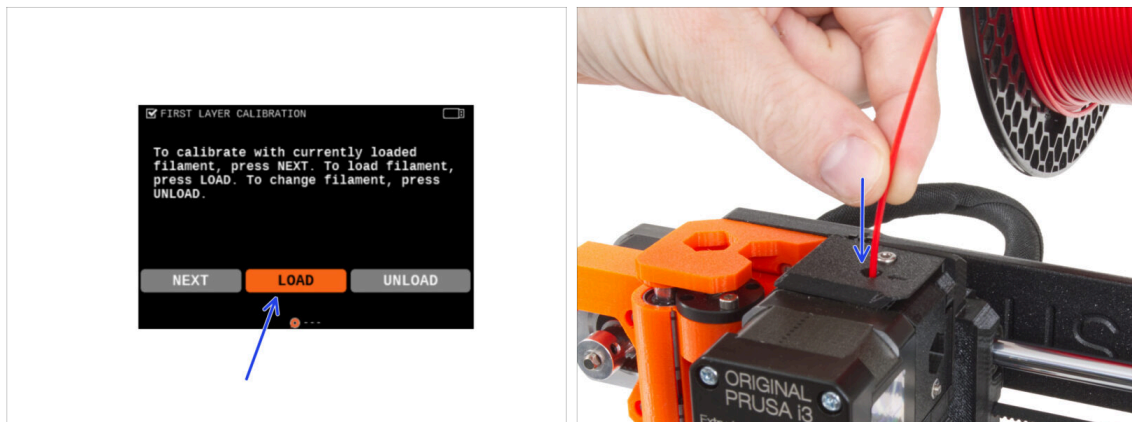 FIRST LAYER CALIBRATION
To calibrate with currently loaded
filament, press NEXT. To load filament,
press LOAD. To change filament, press
UNLOAD.
NEXT
LOAD
UNLOAD
ORIGINAL
PRUSA i3